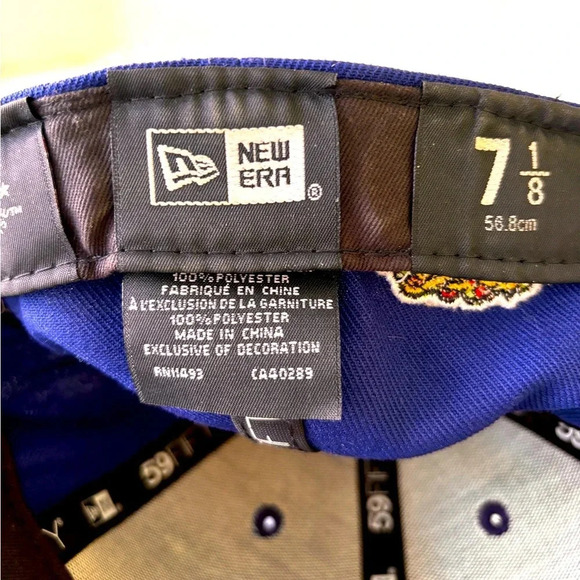 NEW
ERA
®
7 1/8
56.8cm
100% POLYESTER
FABRIQUÉ EN CHINE
À L'EXCLUSION DE LA GARNITURE
100% POLYESTER
MADE IN CHINA
EXCLUSIVE OF DECORATION
RN11493 CA40289
59FIFTY